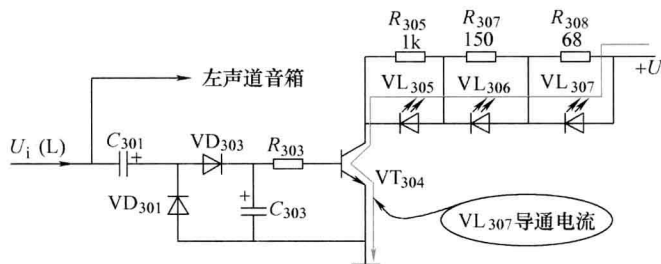 R305
1k
R307
150
R308
68
+U
左声道音箱
VL305
VL306
VL307
Ui (L)
C301
+
VD303
R303
VT304
VD301
+
C303
VL307导通电流